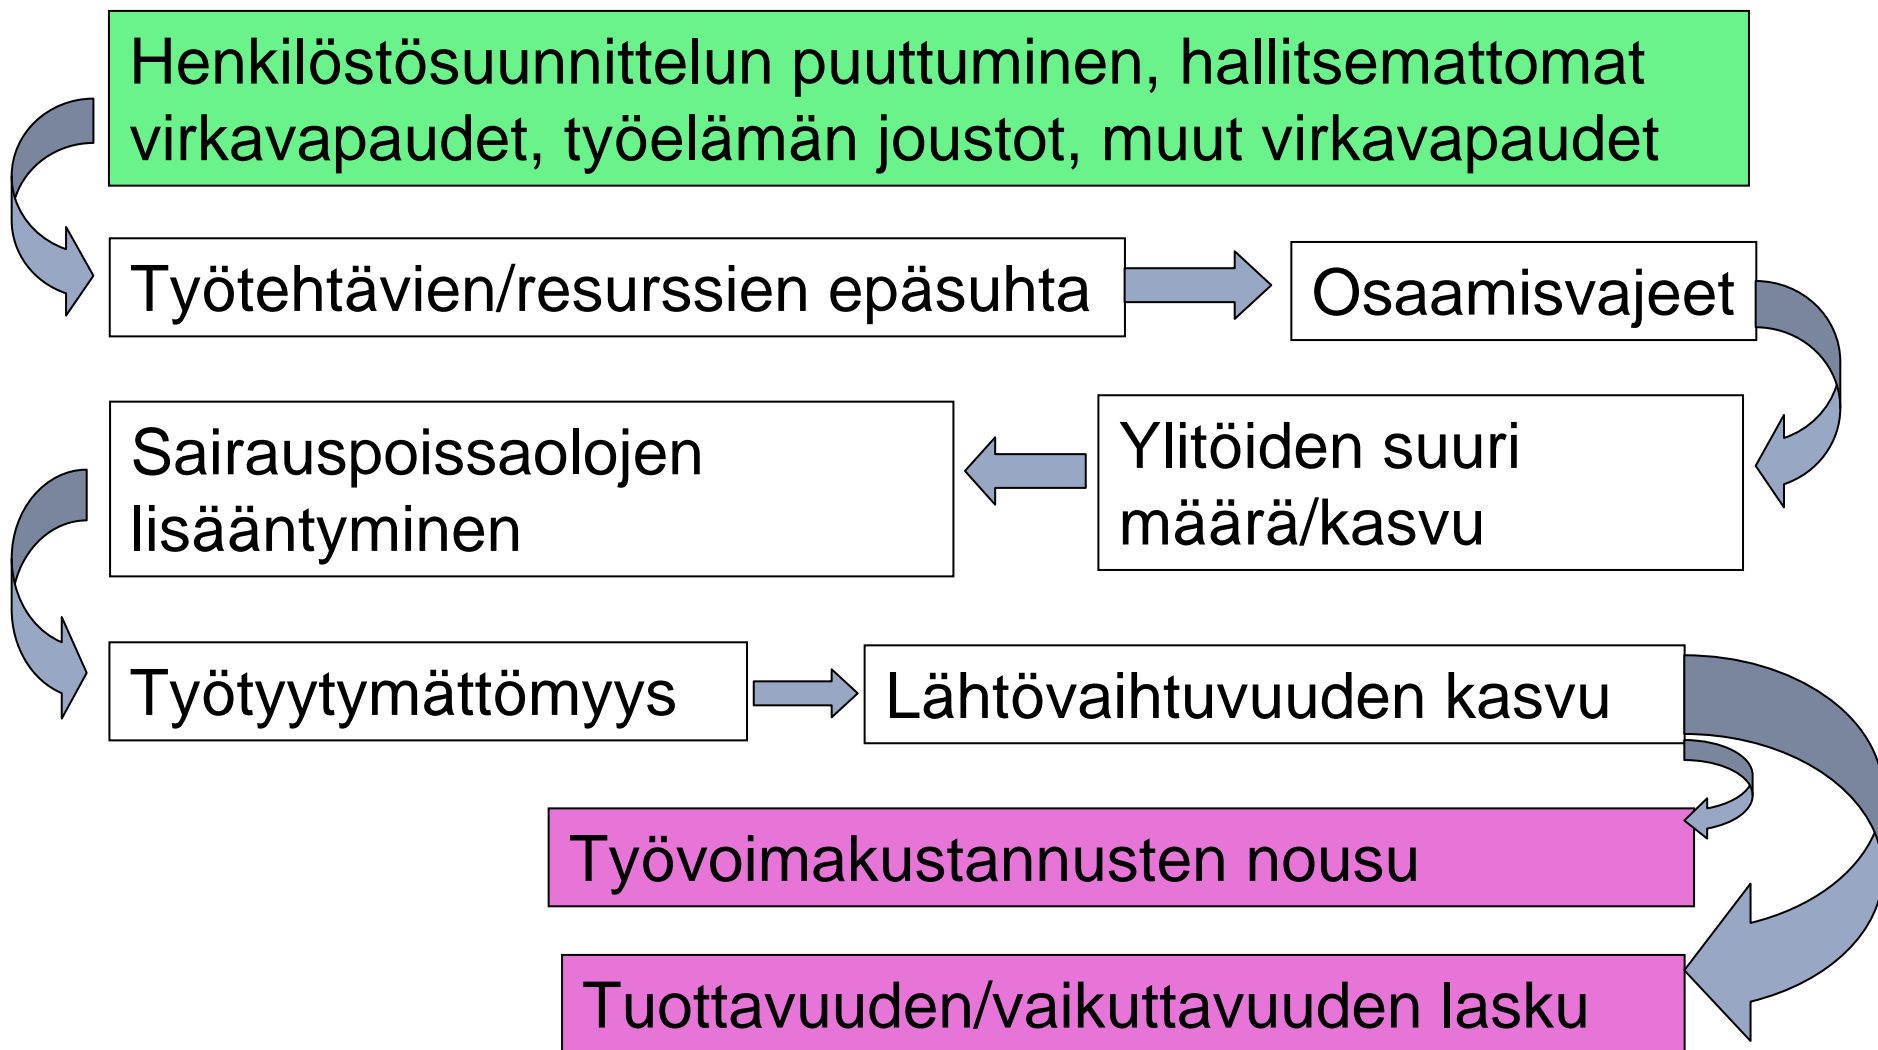 Henkilöstösuunnittelun puuttuminen, hallitsemattomat
virkavapaudet, työelämän joustot, muut virkavapaudet
Työtehtävien/resurssien epäsuhta
Osaamisvajeet
Ylitöiden suuri
määrä/kasvu
Sairauspoissaolojen
lisääntyminen
Työtyytymättömyys
Lähtövaihtuvuuden kasvu
Työvoimakustannusten nousu
Tuottavuuden/vaikuttavuuden lasku